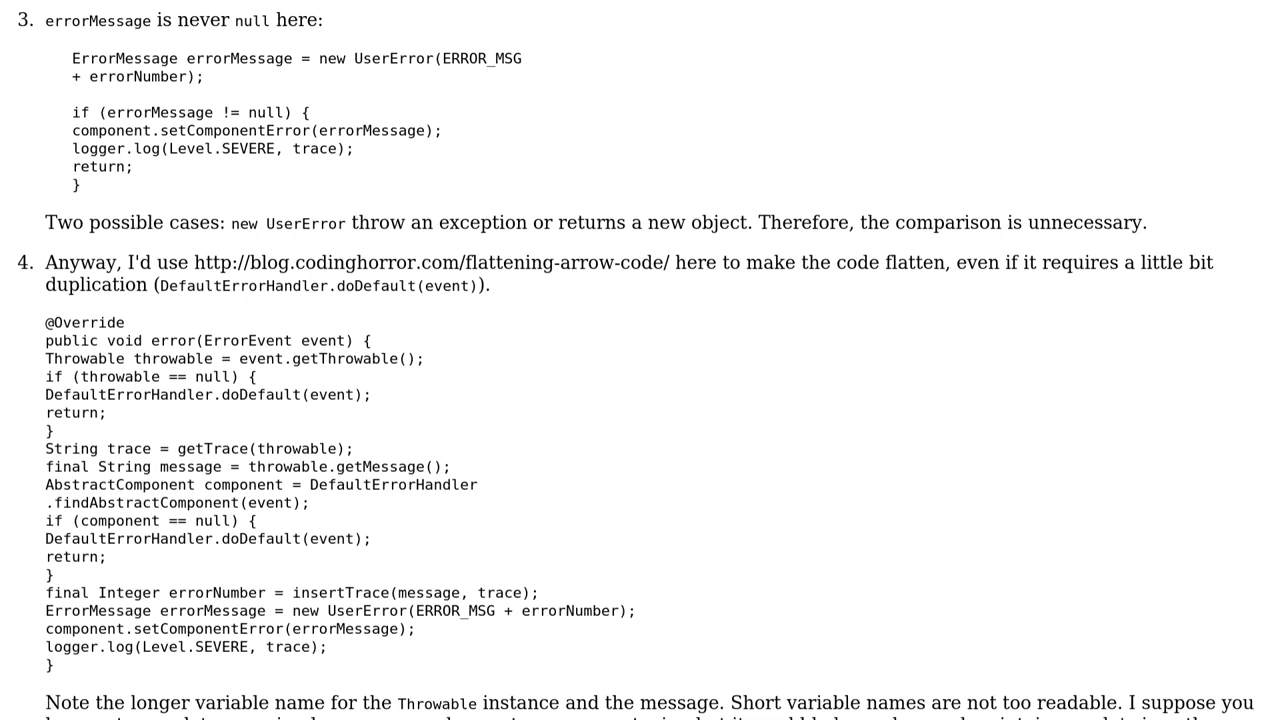 3. errorMessage is never null here:
ErrorMessage errorMessage = new UserError(ERROR_MSG
+ errorNumber);
if (errorMessage != null) {
component.setComponentError(errorMessage);
logger.log(Level.SEVERE, trace);
return;
}
Two possible cases: new UserError throw an exception or returns a new object. Therefore, the comparison is unnecessary.
4. Anyway, I'd use http://blog.codinghorror.com/flattening-arrow-code/ here to make the code flatten, even if it requires a little bit
duplication (DefaultErrorHandler.doDefault(event)).
@Override
public void error(ErrorEvent event) {
Throwable throwable = event.getThrowable();
if (throwable == null) {
DefaultErrorHandler.doDefault(event);
return;
}
String trace = getTrace(throwable);
final String message = throwable.getMessage();
AbstractComponent component = DefaultErrorHandler
.findAbstractComponent(event);
if (component == null) {
DefaultErrorHandler.doDefault(event);
return;
}
final Integer errorNumber = insertTrace(message, trace);
ErrorMessage errorMessage = new UserError(ERROR_MSG + errorNumber);
component.setComponentError(errorMessage);
logger.log(Level.SEVERE, trace);
}
Note the longer variable name for the Throwable instance and the message. Short variable names are not too readable. I suppose you